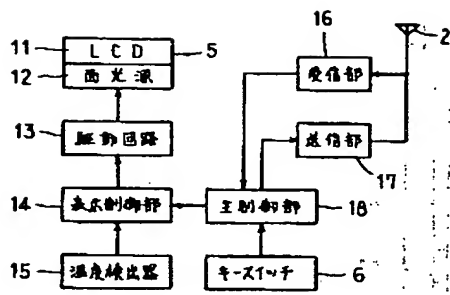 11
LCD
5
12
面光源
16
受信部
2
13
駆動回路
送信部
17
14
表示制御部
主制御部
18
15
温度検出器
キースイッチ
6